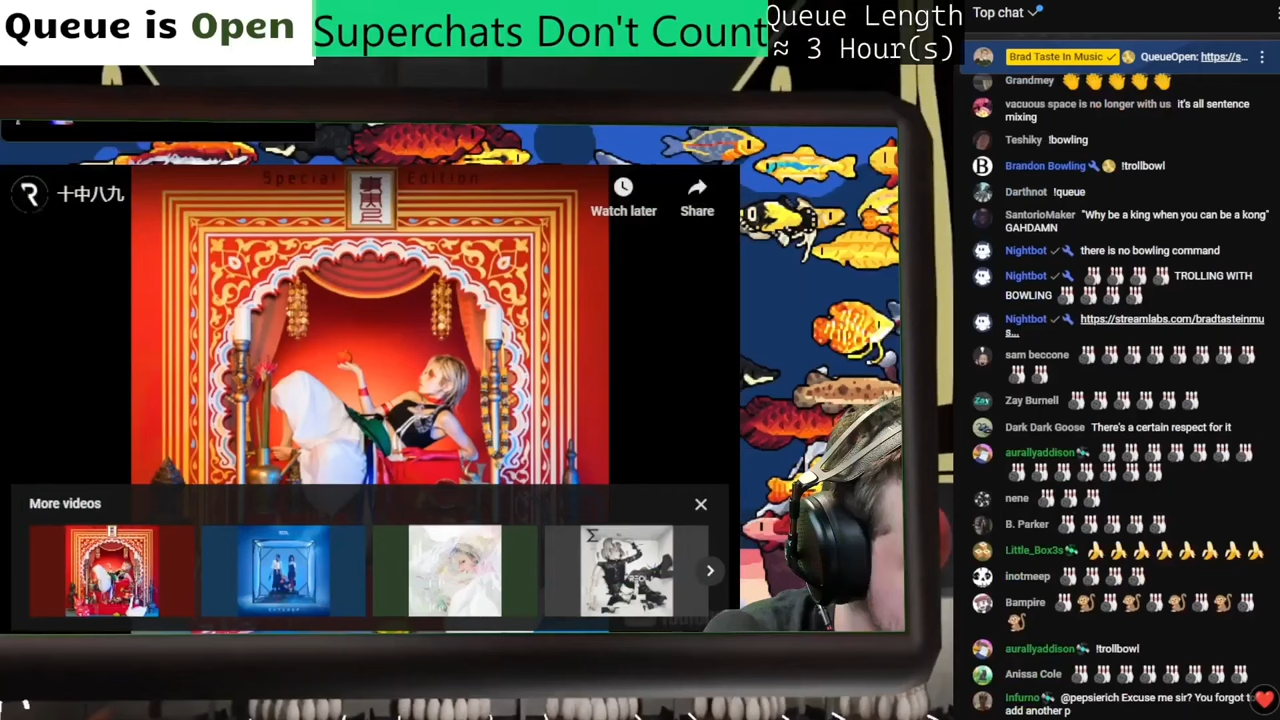 Queue is Open
Superchats Don't Count
Queue Length
≈ 3 Hour(s)
Special Edition
十中八九
Watch later
Share
More videos
Top chat
Brad Taste In Music QueueOpen: https://s...
Grandmey
vacuous space is no longer with us it's all sentence
mixing
Teshiky !bowling
B Brandon Bowling !trollbowl
Darthnot !queue
SantorioMaker "Why be a king when you can be a kong"
GAHDAMN
Nightbot there is no bowling command
Nightbot TROLLING WITH
BOWLING
Nightbot https://streamlabs.com/bradtasteinmu
s...
sam beccone
Zay Zay Burnell
Dark Dark Goose There's a certain respect for it
aurallyaddison
nene
B. Parker
Little_Box3s
inotmeep
Bampire
aurallyaddison !trollbowl
Anissa Cole
Infurno @pepsierich Excuse me sir? You forgot to
add another p